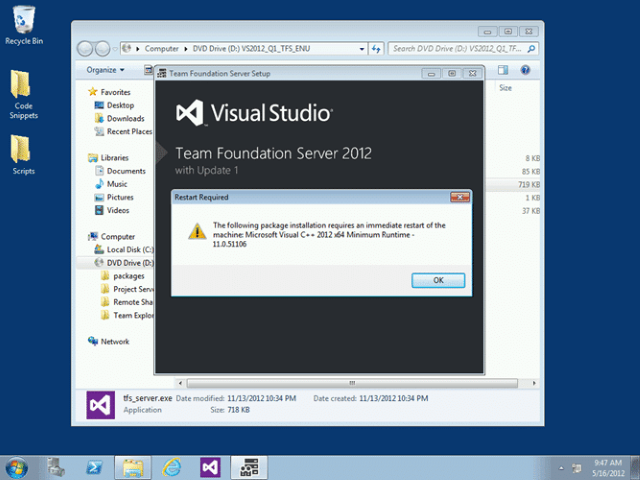 Recycle Bin
Code
Snippets
Scripts
Computer
DVD Drive (D:) VS2012_Q1_TFS_ENU
Search DVD Drive (D:) VS2012_Q1_TF...
Organize
Team Foundation Server Setup
Size
Favorites
Desktop
Downloads
Recent Places
Libraries
Documents
Music
Pictures
Videos
8 KB
85 KB
719 KB
1 KB
37 KB
Computer
Local Disk (C:
DVD Drive (D:
packages
Project Serve
Remote Sha
Team Explor
Network
Visual Studio
Team Foundation Server 2012
with Update 1
Restart Required
The following package installation requires an immediate restart of the
machine: Microsoft Visual C++ 2012 x64 Minimum Runtime -
11.0.51106
OK
tfs_server.exe Date modified: 11/13/2012 10:34 PM Date created: 11/13/2012 10:34 PM
Application Size: 718 KB
9:47 AM
5/16/2012